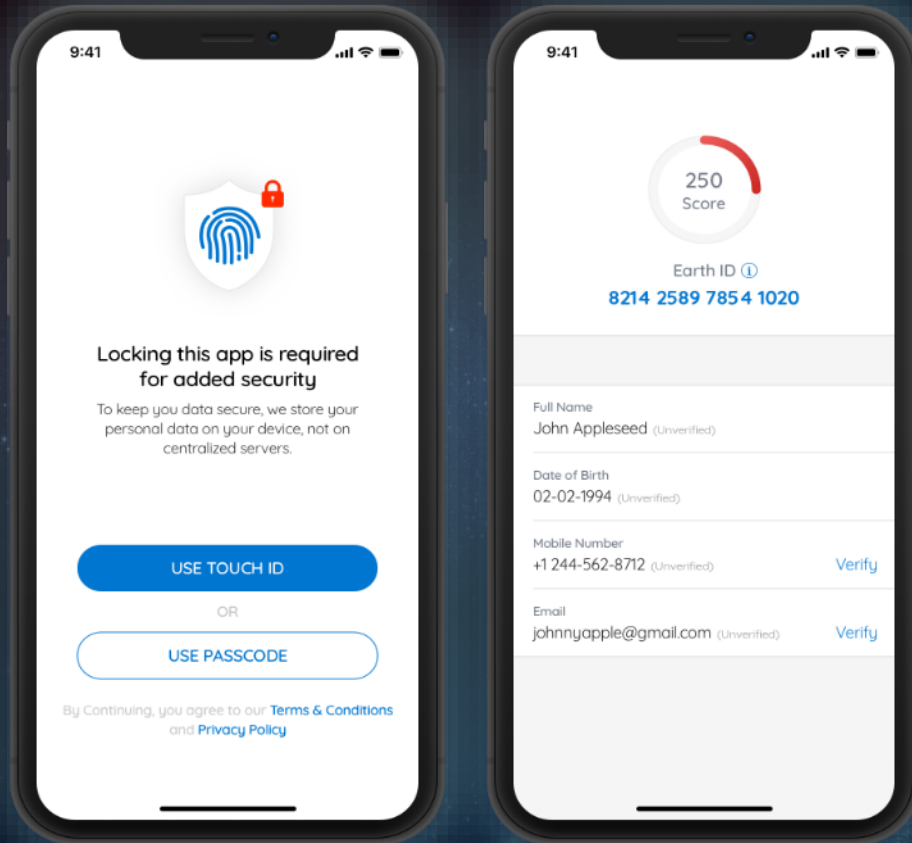 9:41
Locking this app is required
for added security
To keep you data secure, we store your
personal data on your device, not on
centralized servers.
USE TOUCH ID
OR
USE PASSCODE
By Continuing, you agree to our Terms & Conditions
and Privacy Policy
9:41
250
Score
Earth ID i
8214 2589 7854 1020
Full Name
John Appleseed (Unverified)
Date of Birth
02-02-1994 (Unverified)
Mobile Number
+1 244-562-8712 (Unverified) Verify
Email
johnnyapple@gmail.com (Unverified) Verify